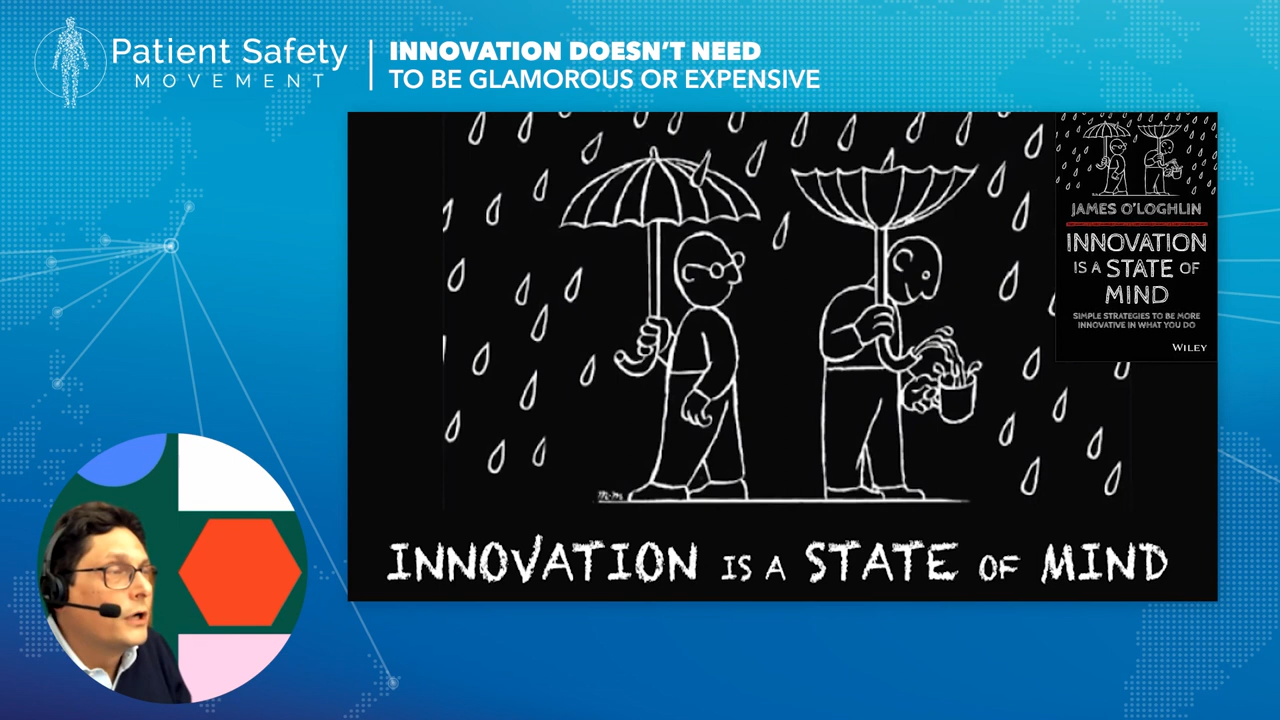 Patient Safety
MOVEMENT
INNOVATION DOESN'T NEED
TO BE GLAMOROUS OR EXPENSIVE
JAMES O'LOGHLIN
INNOVATION
IS A STATE OF
MIND
SIMPLE STRATEGIES TO BE MORE
INNOVATIVE IN WHAT YOU DO
WILEY
INNOVATION IS A STATE OF MIND